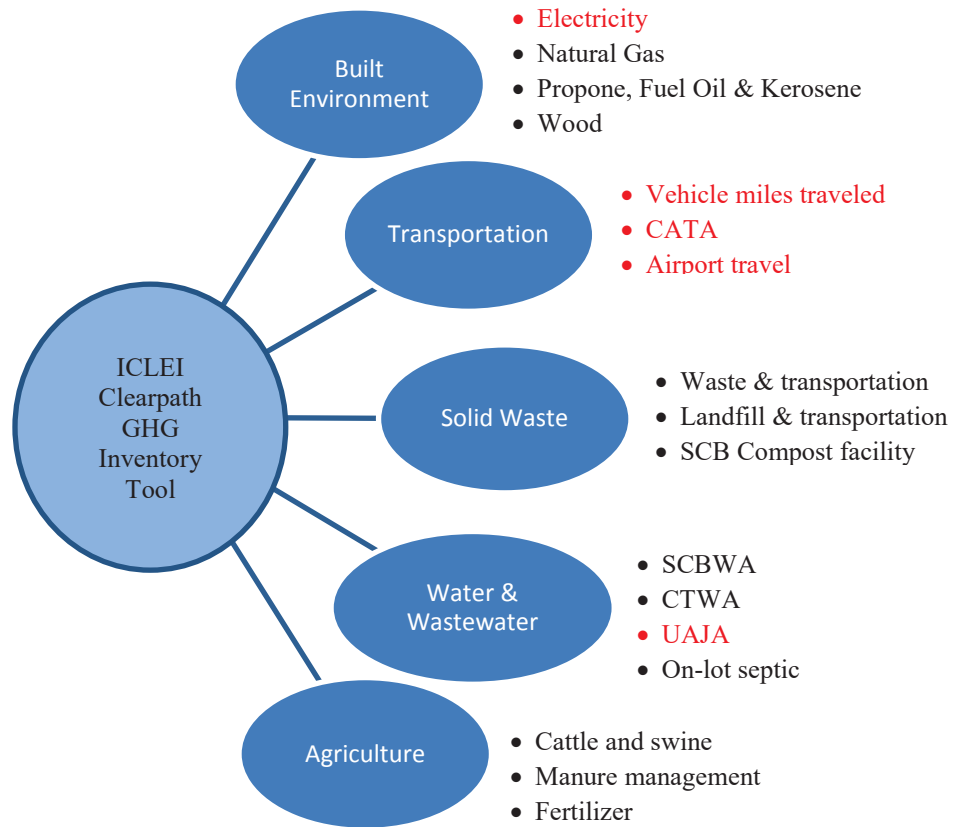 ICLEI
Clearpath
GHG
Inventory
Tool
Built
Environment
• Electricity
• Natural Gas
• Propone, Fuel Oil & Kerosene
• Wood
Transportation
• Vehicle miles traveled
• CATA
• Airport travel
Solid Waste
• Waste & transportation
• Landfill & transportation
• SCB Compost facility
Water &
Wastewater
• SCBWA
• CTWA
• UAJA
• On-lot septic
Agriculture
• Cattle and swine
• Manure management
• Fertilizer